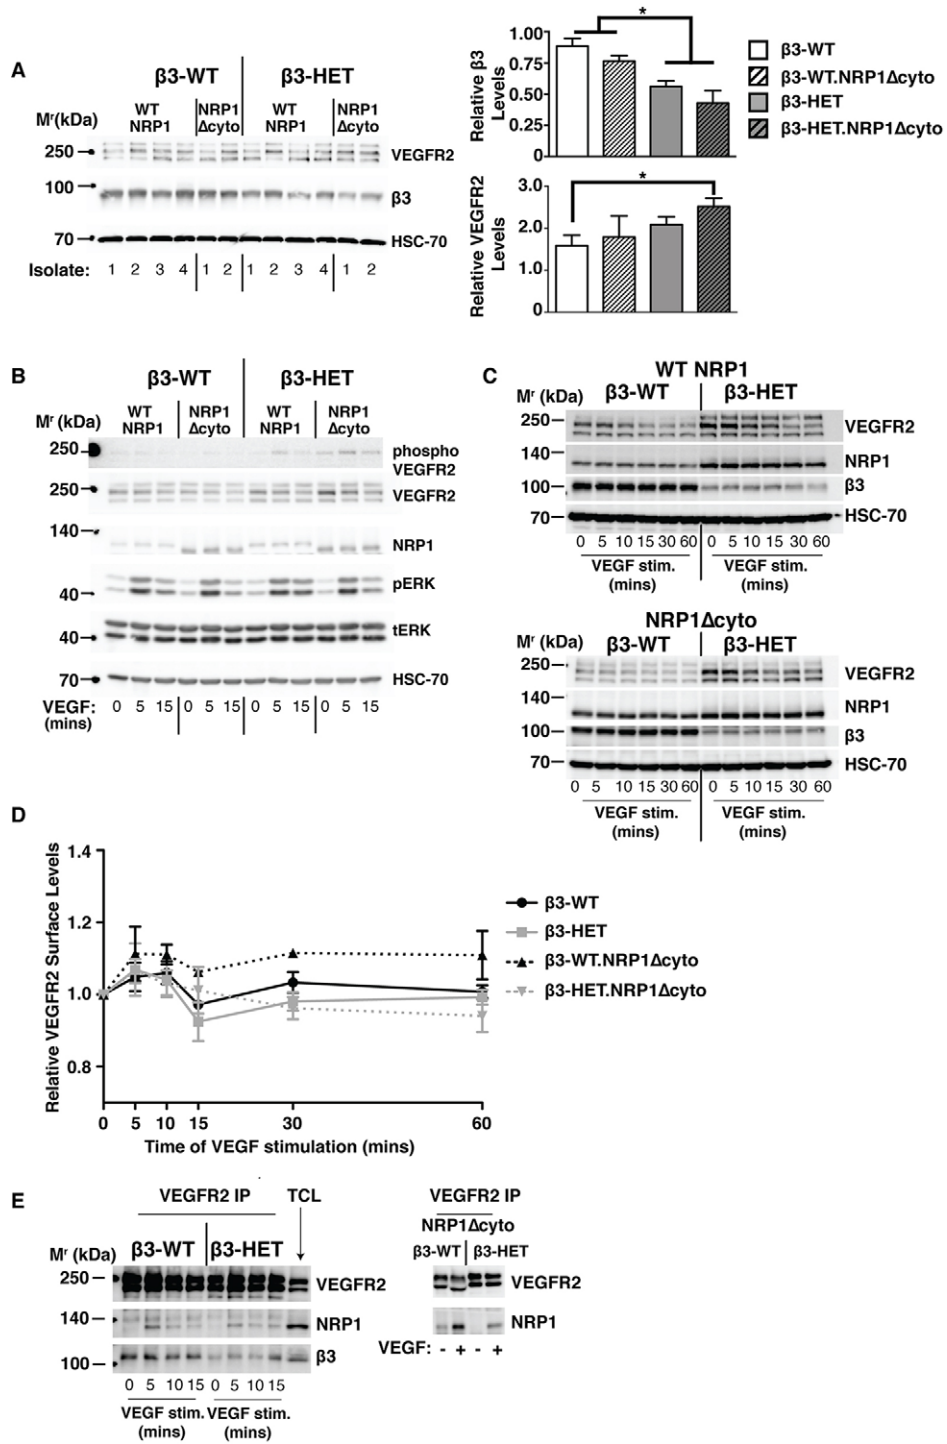 A
β3-WT β3-HET
WT NRP1 WT NRP1
NRP1 Δcyto NRP1 Δcyto
Mʳ(kDa)
250 VEGFR2
100 β3
70 HSC-70
Isolate: 1 2 3 4 1 2 1 2 3 4 1 2
Relative β3 Levels
1.00
0.75
0.50
0.25
0
*
β3-WT
β3-WT.NRP1Δcyto
β3-HET
β3-HET.NRP1Δcyto
Relative VEGFR2 Levels
3.0
2.0
1.0
0
*
B
β3-WT β3-HET
WT NRP1 WT NRP1
NRP1 Δcyto NRP1 Δcyto
Mʳ (kDa)
250 phospho
VEGFR2
250 VEGFR2
140
NRP1
pERK
40
tERK
40
70 HSC-70
VEGF: 0 5 15 0 5 15 0 5 15 0 5 15
(mins)
C
WT NRP1
Mʳ (kDa) β3-WT β3-HET
250 VEGFR2
140 NRP1
100 β3
70 HSC-70
0 5 10 15 30 60 0 5 10 15 30 60
VEGF stim. VEGF stim.
(mins) (mins)
NRP1Δcyto
Mʳ (kDa) β3-WT β3-HET
250 VEGFR2
140 NRP1
100 β3
70 HSC-70
0 5 10 15 30 60 0 5 10 15 30 60
VEGF stim. VEGF stim.
(mins) (mins)
D
Relative VEGFR2 Surface Levels
1.4
1.2
1.0
0.8
0 5 10 15 30 60
Time of VEGF stimulation (mins)
β3-WT
β3-HET
β3-WT.NRP1Δcyto
β3-HET.NRP1Δcyto
E
VEGFR2 IP TCL
Mʳ (kDa) β3-WT β3-HET
250 VEGFR2
140 NRP1
100 β3
0 5 10 15 0 5 10 15
VEGF stim. VEGF stim.
(mins) (mins)
VEGFR2 IP
NRP1Δcyto
β3-WT β3-HET
VEGFR2
NRP1
VEGF: - + - +